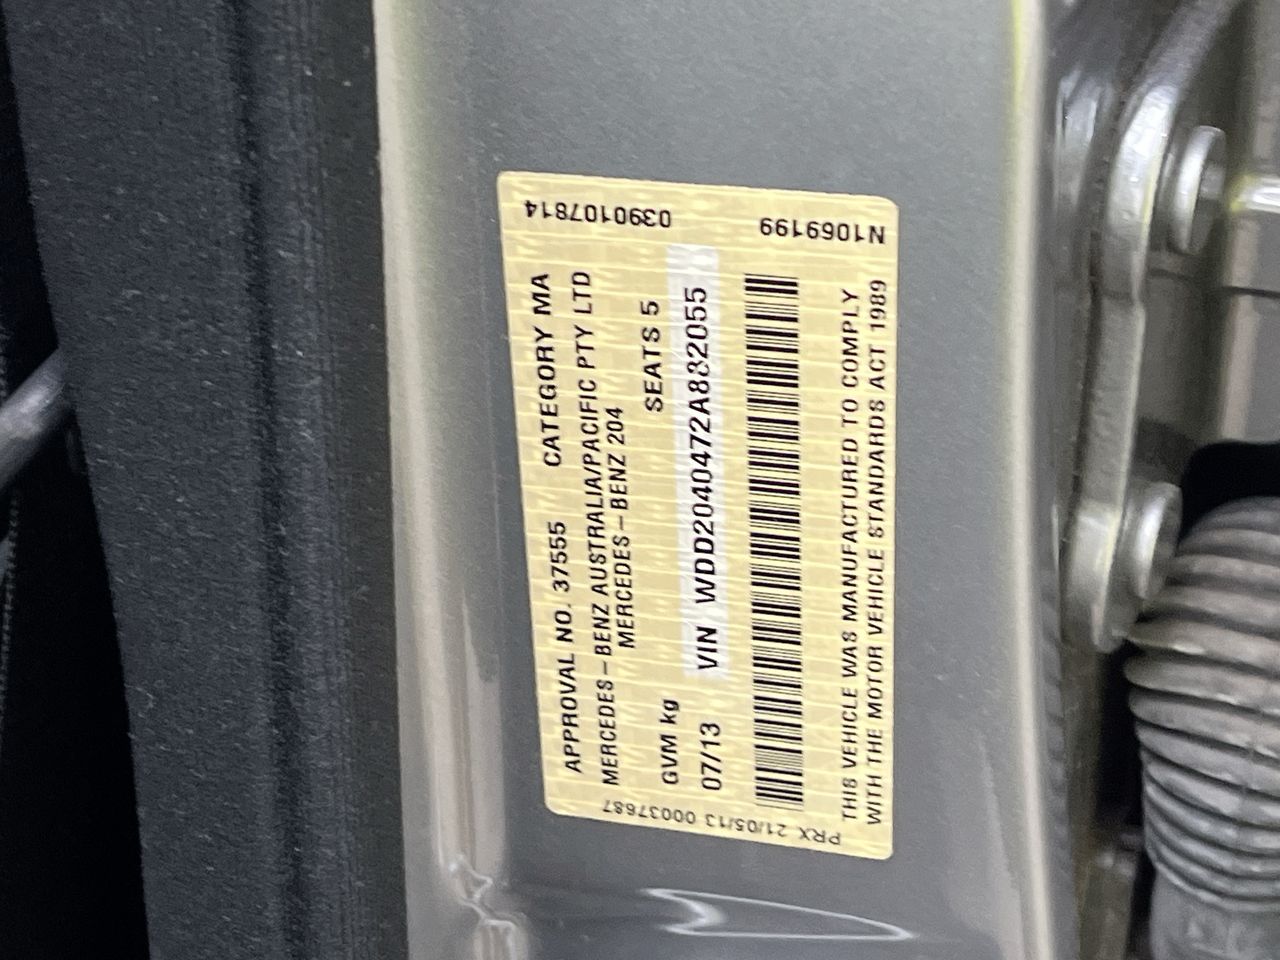 0390107814
N1069199
APPROVAL NO. 37555 CATEGORY MA
MERCEDES-BENZ AUSTRALIA/PACIFIC PTY LTD
MERCEDES-BENZ 204
GVM kg SEATS 5
07/13 VIN WDD2040472A882055
THIS VEHICLE WAS MANUFACTURED TO COMPLY
WITH THE MOTOR VEHICLE STANDARDS ACT 1989
PRX 21/05/13 00037687